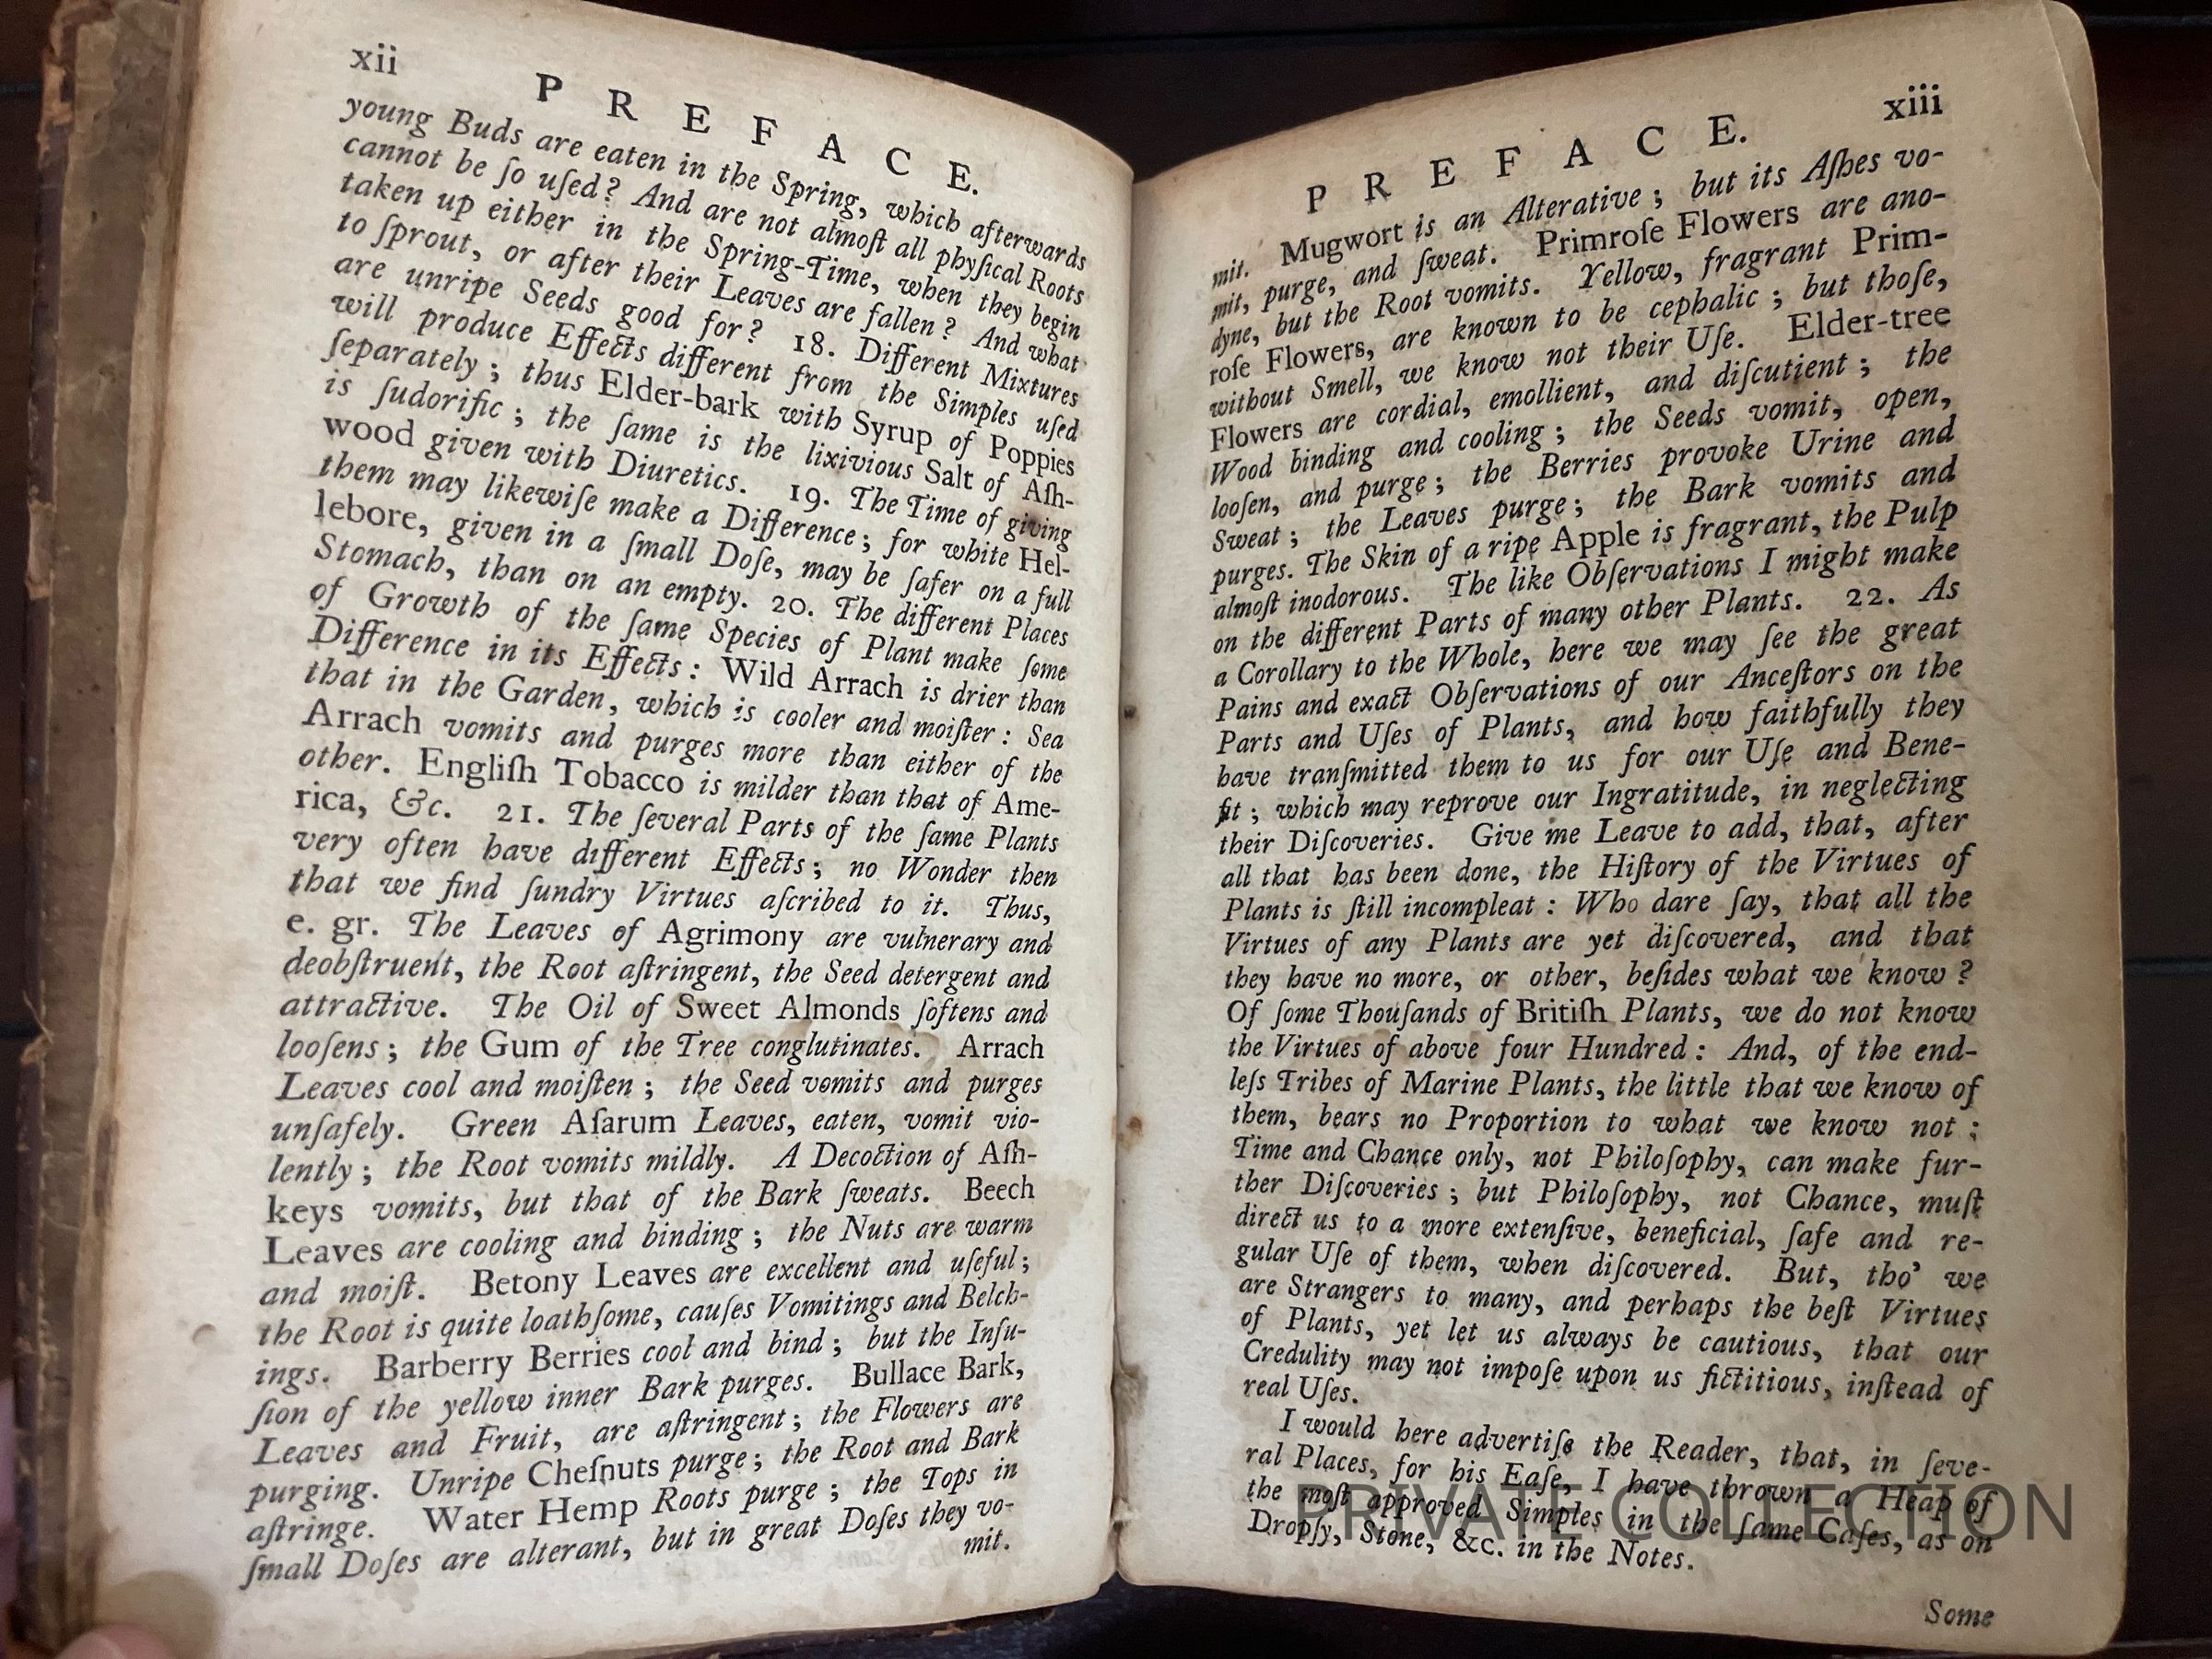 xii
P R E F A C E.
young Buds are eaten in the Spring, which afterwards
cannot be ſo uſed? And are not almoſt all phyſical Roots
taken up either in the Spring-Time, when they begin
to ſprout, or after their Leaves are fallen? And what
are unripe Seeds good for? 18. Different Mixtures
will produce Effects different from the Simples uſed
ſeparately; thus Elder-bark with Syrup of Poppies
is ſudorific; the ſame is the lixivious Salt of Aſh-
wood given with Diuretics. 19. The Time of giving
them may likewiſe make a Difference; for white Hel-
lebore, given in a ſmall Doſe, may be ſafer on a full
Stomach, than on an empty. 20. The different Places
of Growth of the ſame Species of Plant make ſome
Difference in its Effects: Wild Arrach is drier than
that in the Garden, which is cooler and moiſter: Sea
Arrach vomits and purges more than either of the
other. Engliſh Tobacco is milder than that of Ame-
rica, &c. 21. The ſeveral Parts of the ſame Plants
very often have different Effects; no Wonder then
that we find ſundry Virtues aſcribed to it. Thus,
e. gr. The Leaves of Agrimony are vulnerary and
deobſtruent, the Root aſtringent, the Seed detergent and
attractive. The Oil of Sweet Almonds ſoftens and
looſens; the Gum of the Tree conglutinates. Arrach
Leaves cool and moiſten; the Seed vomits and purges
unſafely. Green Aſarum Leaves, eaten, vomit vio-
lently; the Root vomits mildly. A Decoction of Aſh-
keys vomits, but that of the Bark ſweats. Beech
Leaves are cooling and binding; the Nuts are warm
and moiſt. Betony Leaves are excellent and uſeful;
the Root is quite loathſome, cauſes Vomitings and Belch-
ings. Barberry Berries cool and bind; but the Infu-
ſion of the yellow inner Bark purges. Bullace Bark,
Leaves and Fruit, are aſtringent; the Flowers are
purging. Unripe Cheſnuts purge; the Root and Bark
aſtringe. Water Hemp Roots purge; the Tops in
ſmall Doſes are alterant, but in great Doſes they vo-
mit.
xiii
P R E F A C E.
mit. Mugwort is an Alterative; but its Aſhes vo-
mit, purge, and ſweat. Primroſe Flowers are ano-
dyne, but the Root vomits. Yellow, fragrant Prim-
roſe Flowers, are known to be cephalic; but thoſe,
without Smell, we know not their Uſe. Elder-tree
Flowers are cordial, emollient, and diſcutient; the
Wood binding and cooling; the Seeds vomit, open,
looſen, and purge; the Berries provoke Urine and
Sweat; the Leaves purge; the Bark vomits and
purges. The Skin of a ripe Apple is fragrant, the Pulp
almoſt inodorous. The like Obſervations I might make
on the different Parts of many other Plants. 22. As
a Corollary to the Whole, here we may ſee the great
Pains and exact Obſervations of our Anceſtors on the
Parts and Uſes of Plants, and how faithfully they
have tranſmitted them to us for our Uſe and Bene-
fit; which may reprove our Ingratitude, in neglecting
their Diſcoveries. Give me Leave to add, that, after
all that has been done, the Hiſtory of the Virtues of
Plants is ſtill incompleat: Who dare ſay, that all the
Virtues of any Plants are yet diſcovered, and that
they have no more, or other, beſides what we know?
Of ſome Thouſands of Britiſh Plants, we do not know
the Virtues of above four Hundred: And, of the end-
leſs Tribes of Marine Plants, the little that we know of
them, bears no Proportion to what we know not:
Time and Chance only, not Philoſophy, can make fur-
ther Diſcoveries; but Philoſophy, not Chance, muſt
direct us to a more extenſive, beneficial, ſafe and re-
gular Uſe of them, when diſcovered. But, tho' we
are Strangers to many, and perhaps the beſt Virtues
of Plants, yet let us always be cautious, that our
Credulity may not impoſe upon us fictitious, inſtead of
real Uſes.
I would here advertiſe the Reader, that, in ſeve-
ral Places, for his Eaſe, I have thrown a Heap of
the moſt approved Simples in the ſame Caſes, as on
Dropſy, Stone, &c. in the Notes.
Some
PRIVATE COLLECTION